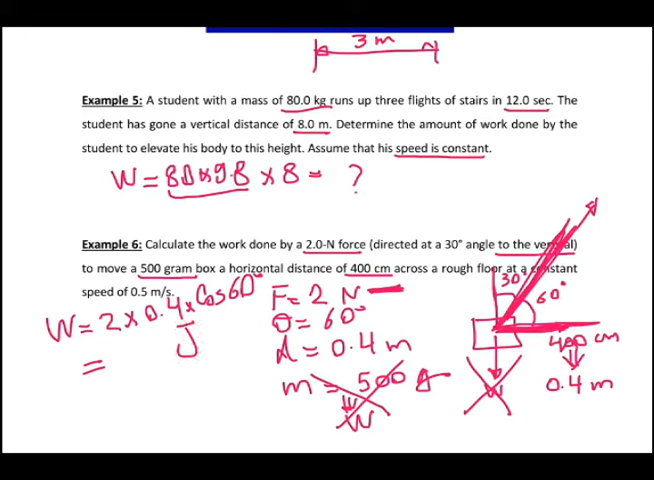 3 m
Example 5: A student with a mass of 80.0 kg runs up three flights of stairs in 12.0 sec. The
student has gone a vertical distance of 8.0 m. Determine the amount of work done by the
student to elevate his body to this height. Assume that his speed is constant.
W = 80 × 9.8 × 8 = ?
Example 6: Calculate the work done by a 2.0-N force (directed at a 30° angle to the vertical)
to move a 500 gram box a horizontal distance of 400 cm across a rough floor at a constant
speed of 0.5 m/s.
W = 2 × 0.4 × Cos 60°
J
=
F = 2 N
θ = 60°
d = 0.4 m
m = 500 g
W
30°
60°
400 cm
0.4 m
W